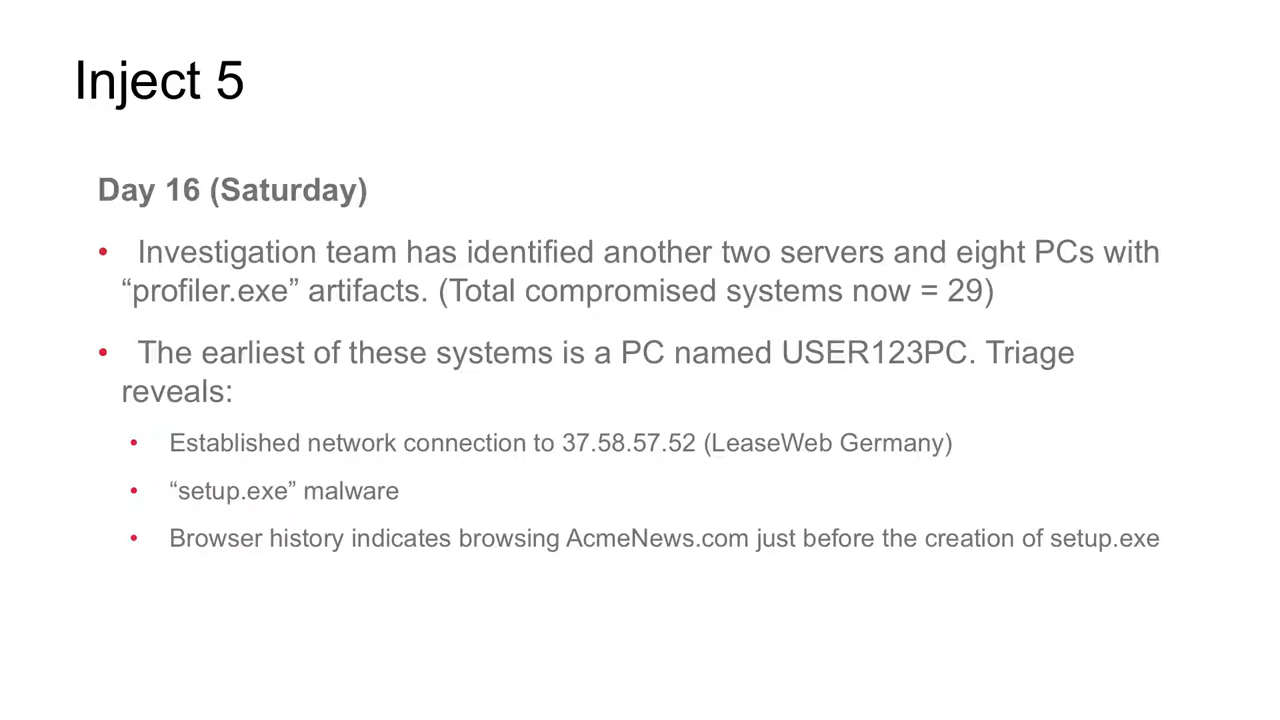 Inject 5
Day 16 (Saturday)
• Investigation team has identified another two servers and eight PCs with
“profiler.exe” artifacts. (Total compromised systems now = 29)
• The earliest of these systems is a PC named USER123PC. Triage
reveals:
• Established network connection to 37.58.57.52 (LeaseWeb Germany)
• “setup.exe” malware
• Browser history indicates browsing AcmeNews.com just before the creation of setup.exe